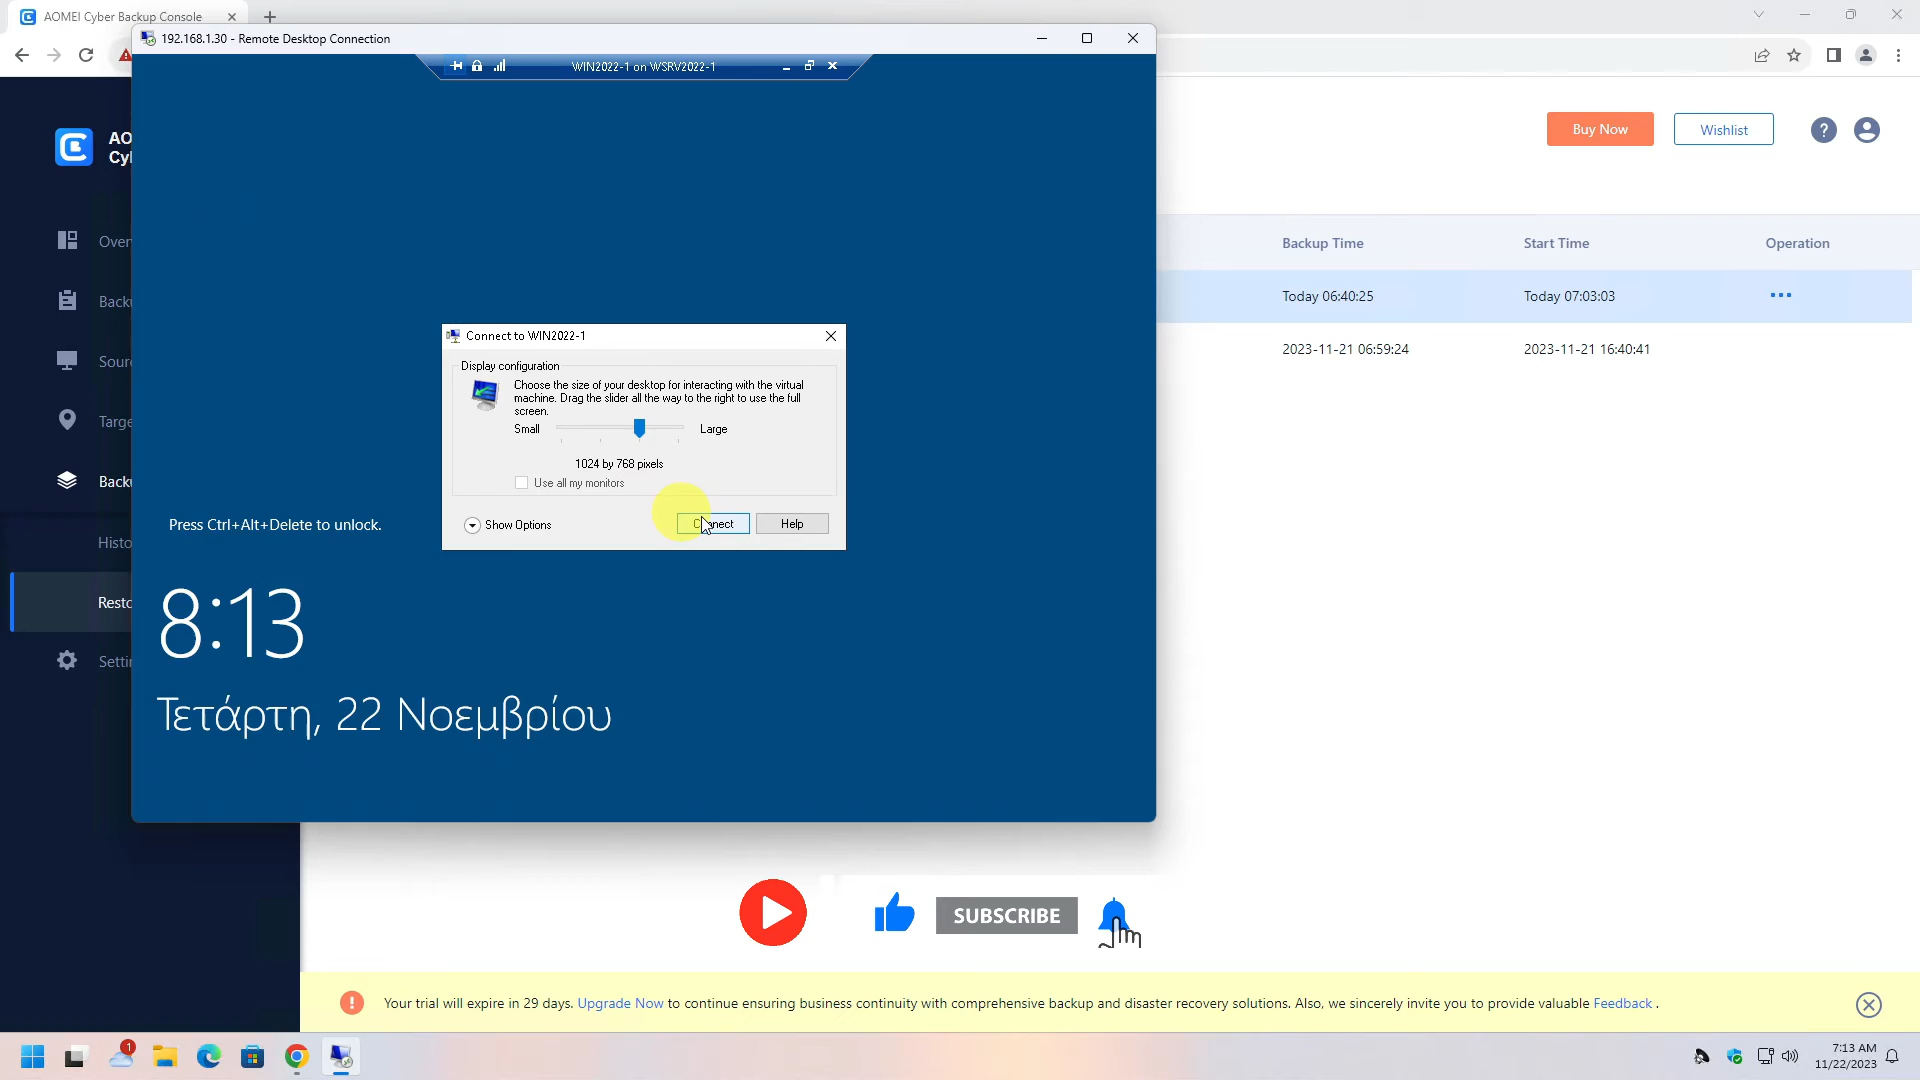 AOMEI Cyber Backup Console
192.168.1.30 - Remote Desktop Connection
WIN2022-1 on WSRV2022-1
AO
Cy
Buy Now
Wishlist
?
Over
Back
Sour
Targe
Back
Histo
Resto
Setti
Backup Time
Start Time
Operation
Today 06:40:25
Today 07:03:03
2023-11-21 06:59:24
2023-11-21 16:40:41
Connect to WIN2022-1
Display configuration
Choose the size of your desktop for interacting with the virtual
machine. Drag the slider all the way to the right to use the full
screen.
Small
Large
1024 by 768 pixels
Use all my monitors
Show Options
Connect
Help
Press Ctrl+Alt+Delete to unlock.
8:13
Τετάρτη, 22 Νοεμβρίου
SUBSCRIBE
Your trial will expire in 29 days. Upgrade Now to continue ensuring business continuity with comprehensive backup and disaster recovery solutions. Also, we sincerely invite you to provide valuable Feedback .
1
7:13 AM
11/22/2023